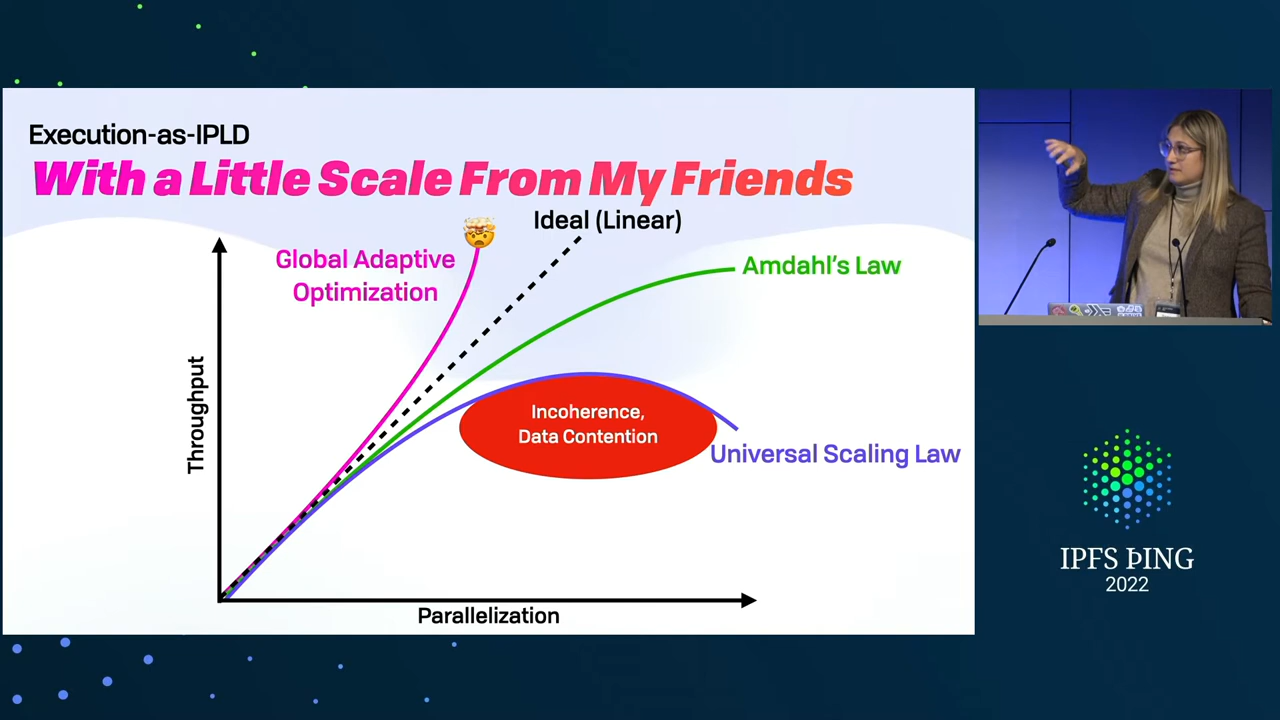 Execution-as-IPLD
With a Little Scale From My Friends
Ideal (Linear)
Global Adaptive
Optimization
Amdahl's Law
Throughput
Incoherence,
Data Contention
Universal Scaling Law
Parallelization
IPFS ÞING
2022